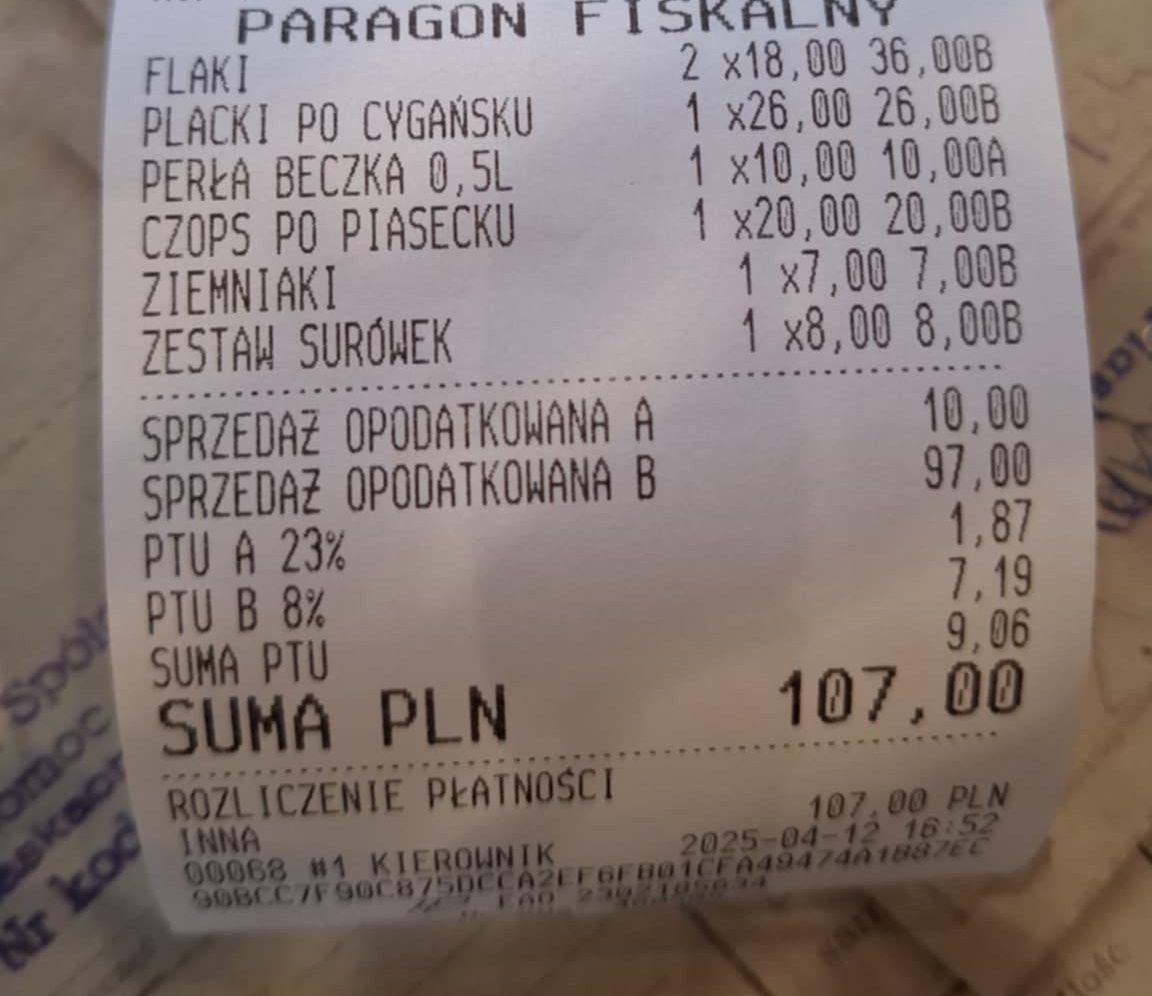 PARAGON FISKALNY
FLAKI 2 x18,00 36,00B
PLACKI PO CYGAŃSKU 1 x26,00 26,00B
PERŁA BECZKA 0,5L 1 x10,00 10,00A
CZOPS PO PIASECKU 1 x20,00 20,00B
ZIEMNIAKI 1 x7,00 7,00B
ZESTAW SURÓWEK 1 x8,00 8,00B
SPRZEDAŻ OPODATKOWANA A 10,00
SPRZEDAŻ OPODATKOWANA B 97,00
PTU A 23% 1,87
PTU B 8% 7,19
SUMA PTU 9,06
SUMA PLN 107,00
ROZLICZENIE PŁATNOŚCI
INNA 107,00 PLN
00068 #1 KIEROWNIK 2025-04-12 16:52
Nr kod